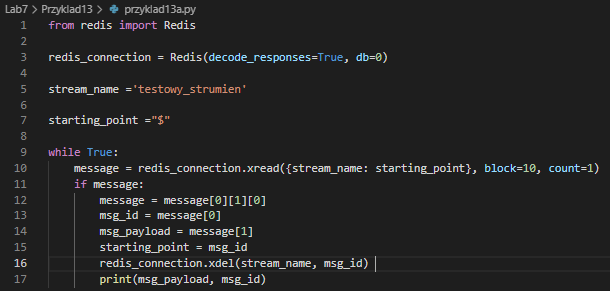 Lab7 > Przyklad13 > przyklad13a.py
1 from redis import Redis
2
3 redis_connection = Redis(decode_responses=True, db=0)
4
5 stream_name ='testowy_strumien'
6
7 starting_point ="$"
8
9 while True:
10     message = redis_connection.xread({stream_name: starting_point}, block=10, count=1)
11     if message:
12         message = message[0][1][0]
13         msg_id = message[0]
14         msg_payload = message[1]
15         starting_point = msg_id
16         redis_connection.xdel(stream_name, msg_id)
17         print(msg_payload, msg_id)